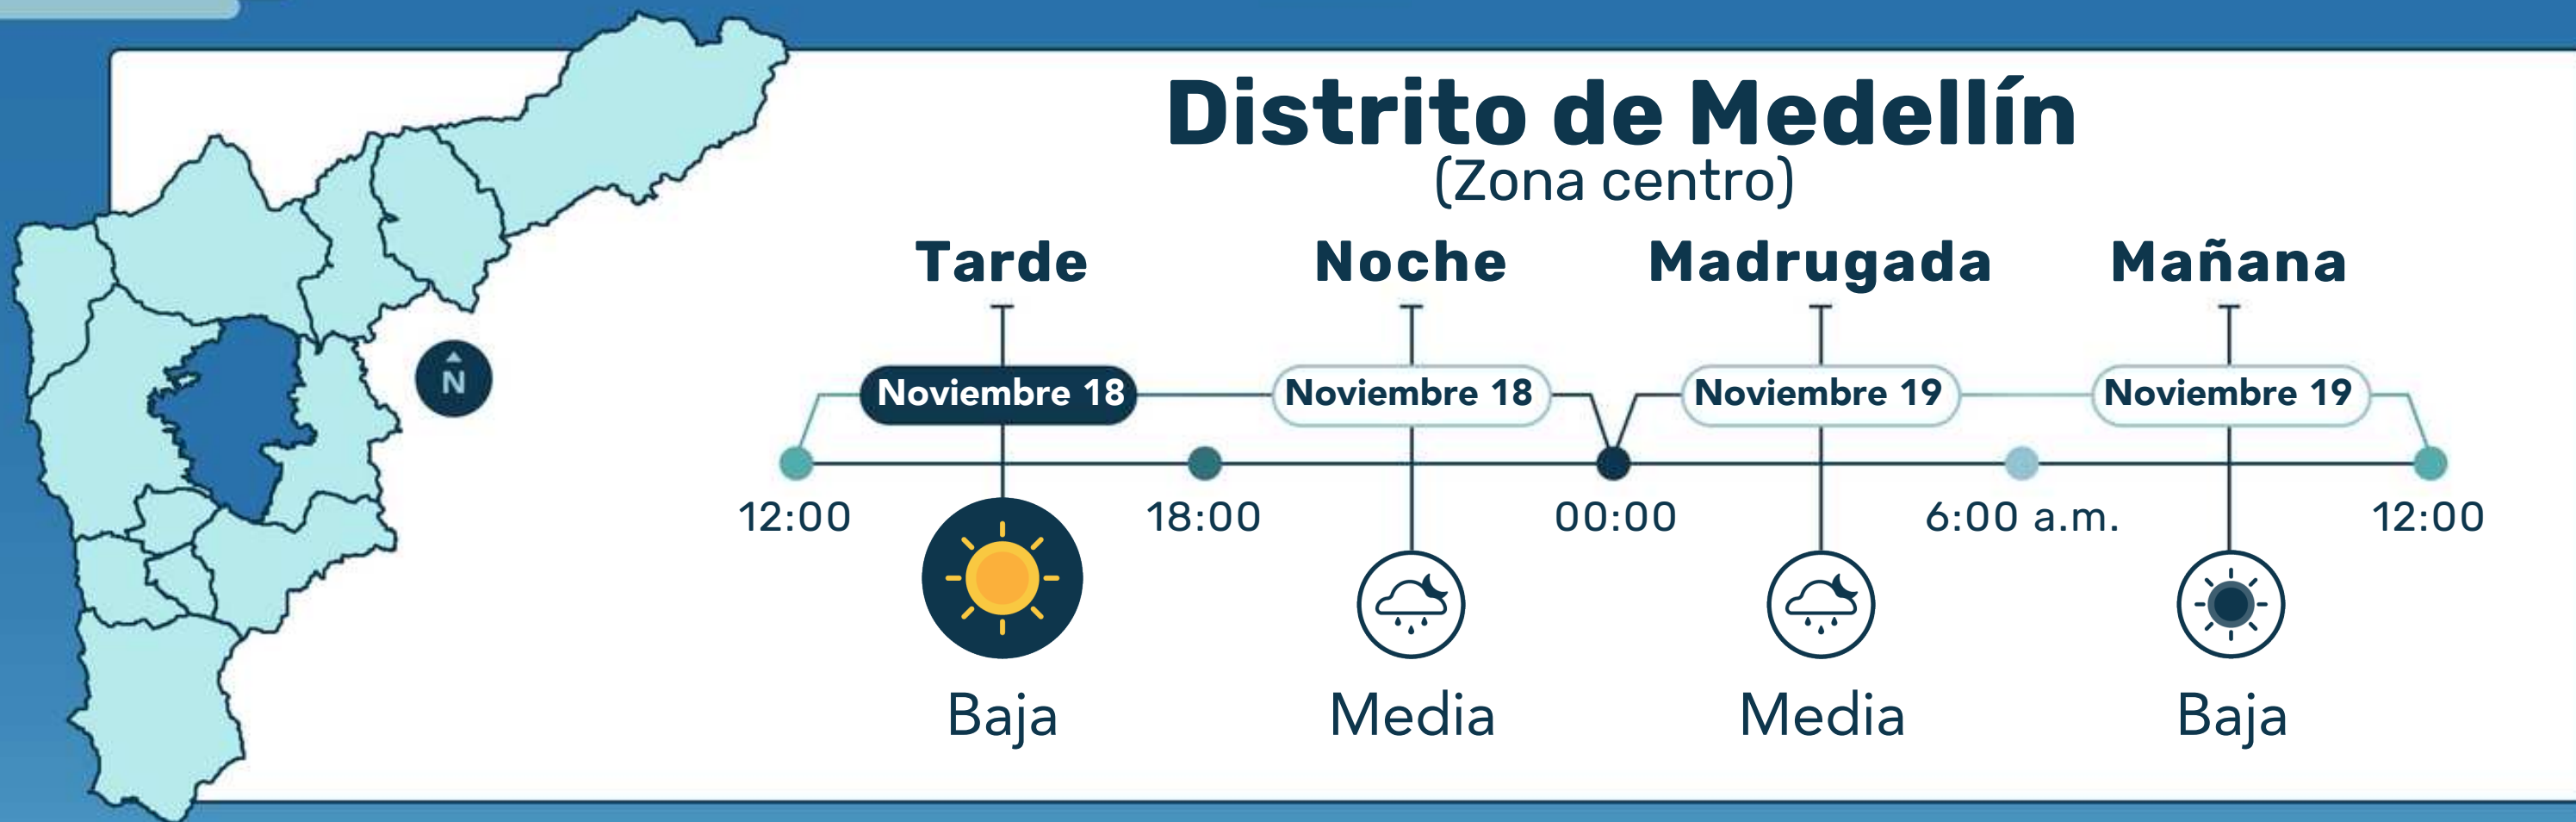 Distrito de Medellín
(Zona centro)
Tarde Noche Madrugada Mañana
N
Noviembre 18 Noviembre 18 Noviembre 19 Noviembre 19
12:00 18:00 00:00 6:00 a.m. 12:00
Baja Media Media Baja